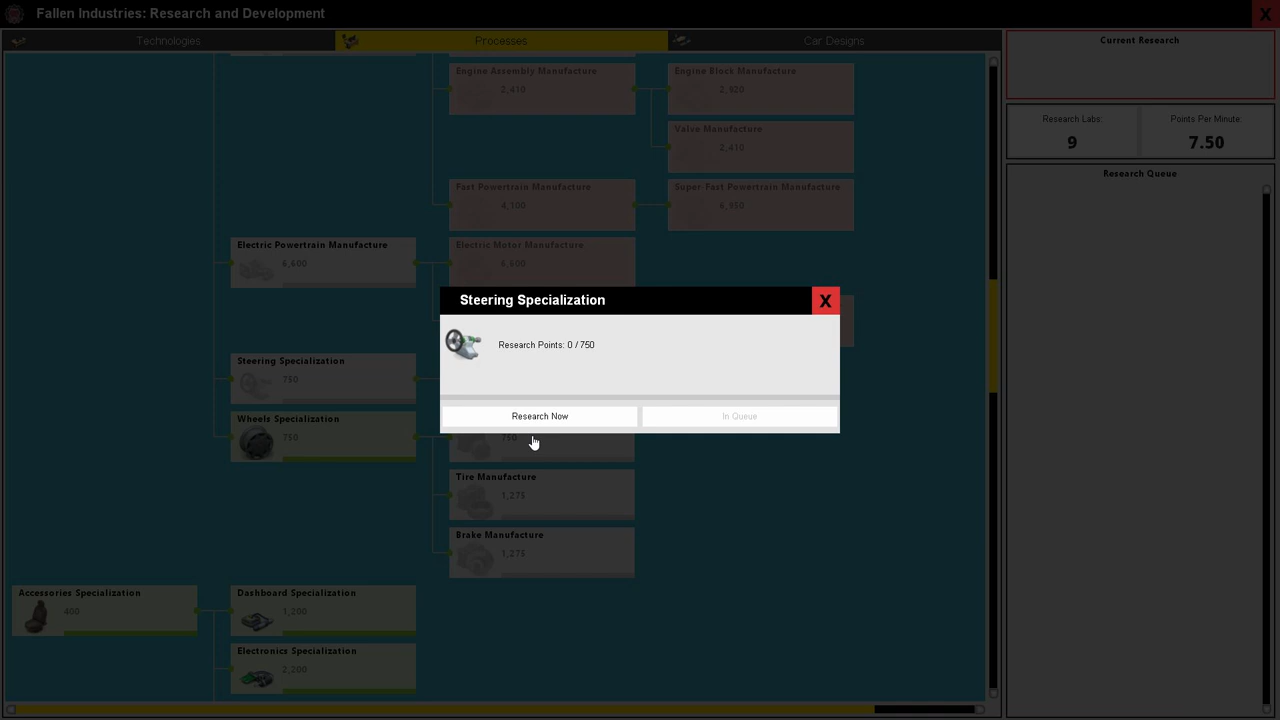 Fallen Industries: Research and Development
X
Technologies
Processes
Car Designs
Current Research
Research Labs:
9
Points Per Minute:
7.50
Research Queue
Engine Assembly Manufacture
2,410
Engine Block Manufacture
2,820
Valve Manufacture
2,410
Fast Powertrain Manufacture
4,100
Super-Fast Powertrain Manufacture
6,950
Electric Powertrain Manufacture
6,600
Electric Motor Manufacture
6,600
Steering Specialization
X
Research Points: 0 / 750
Research Now
In Queue
Steering Specialization
750
Wheels Specialization
750
750
Tire Manufacture
1,275
Brake Manufacture
1,275
Accessories Specialization
400
Dashboard Specialization
1,200
Electronics Specialization
2,200